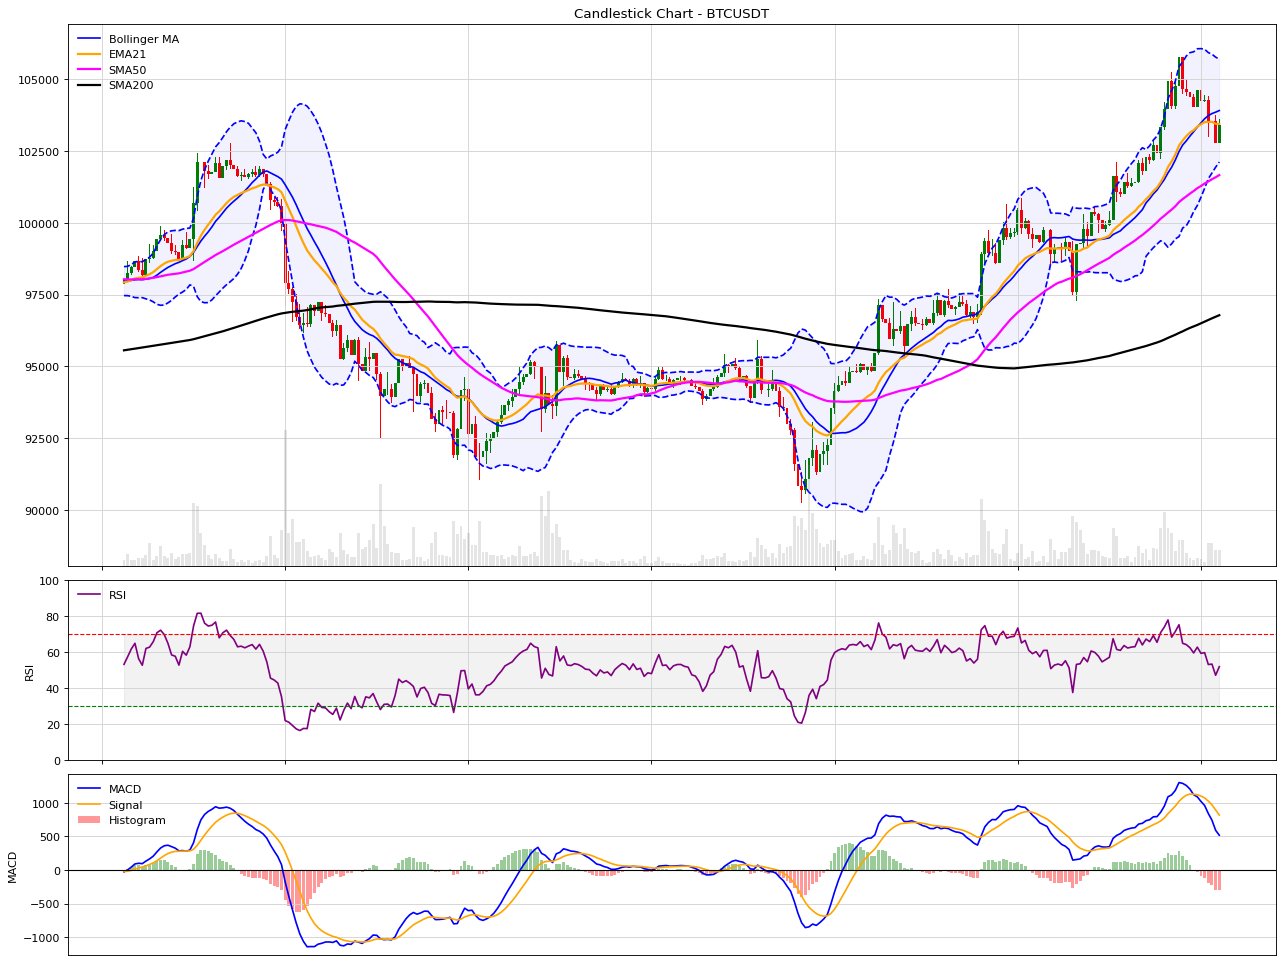 Candlestick Chart - BTCUSDT
Bollinger MA
EMA21
SMA50
SMA200
105000
102500
100000
97500
95000
92500
90000
RSI
100
80
60
40
20
0
RSI
MACD
Signal
Histogram
1000
500
0
−500
−1000
MACD